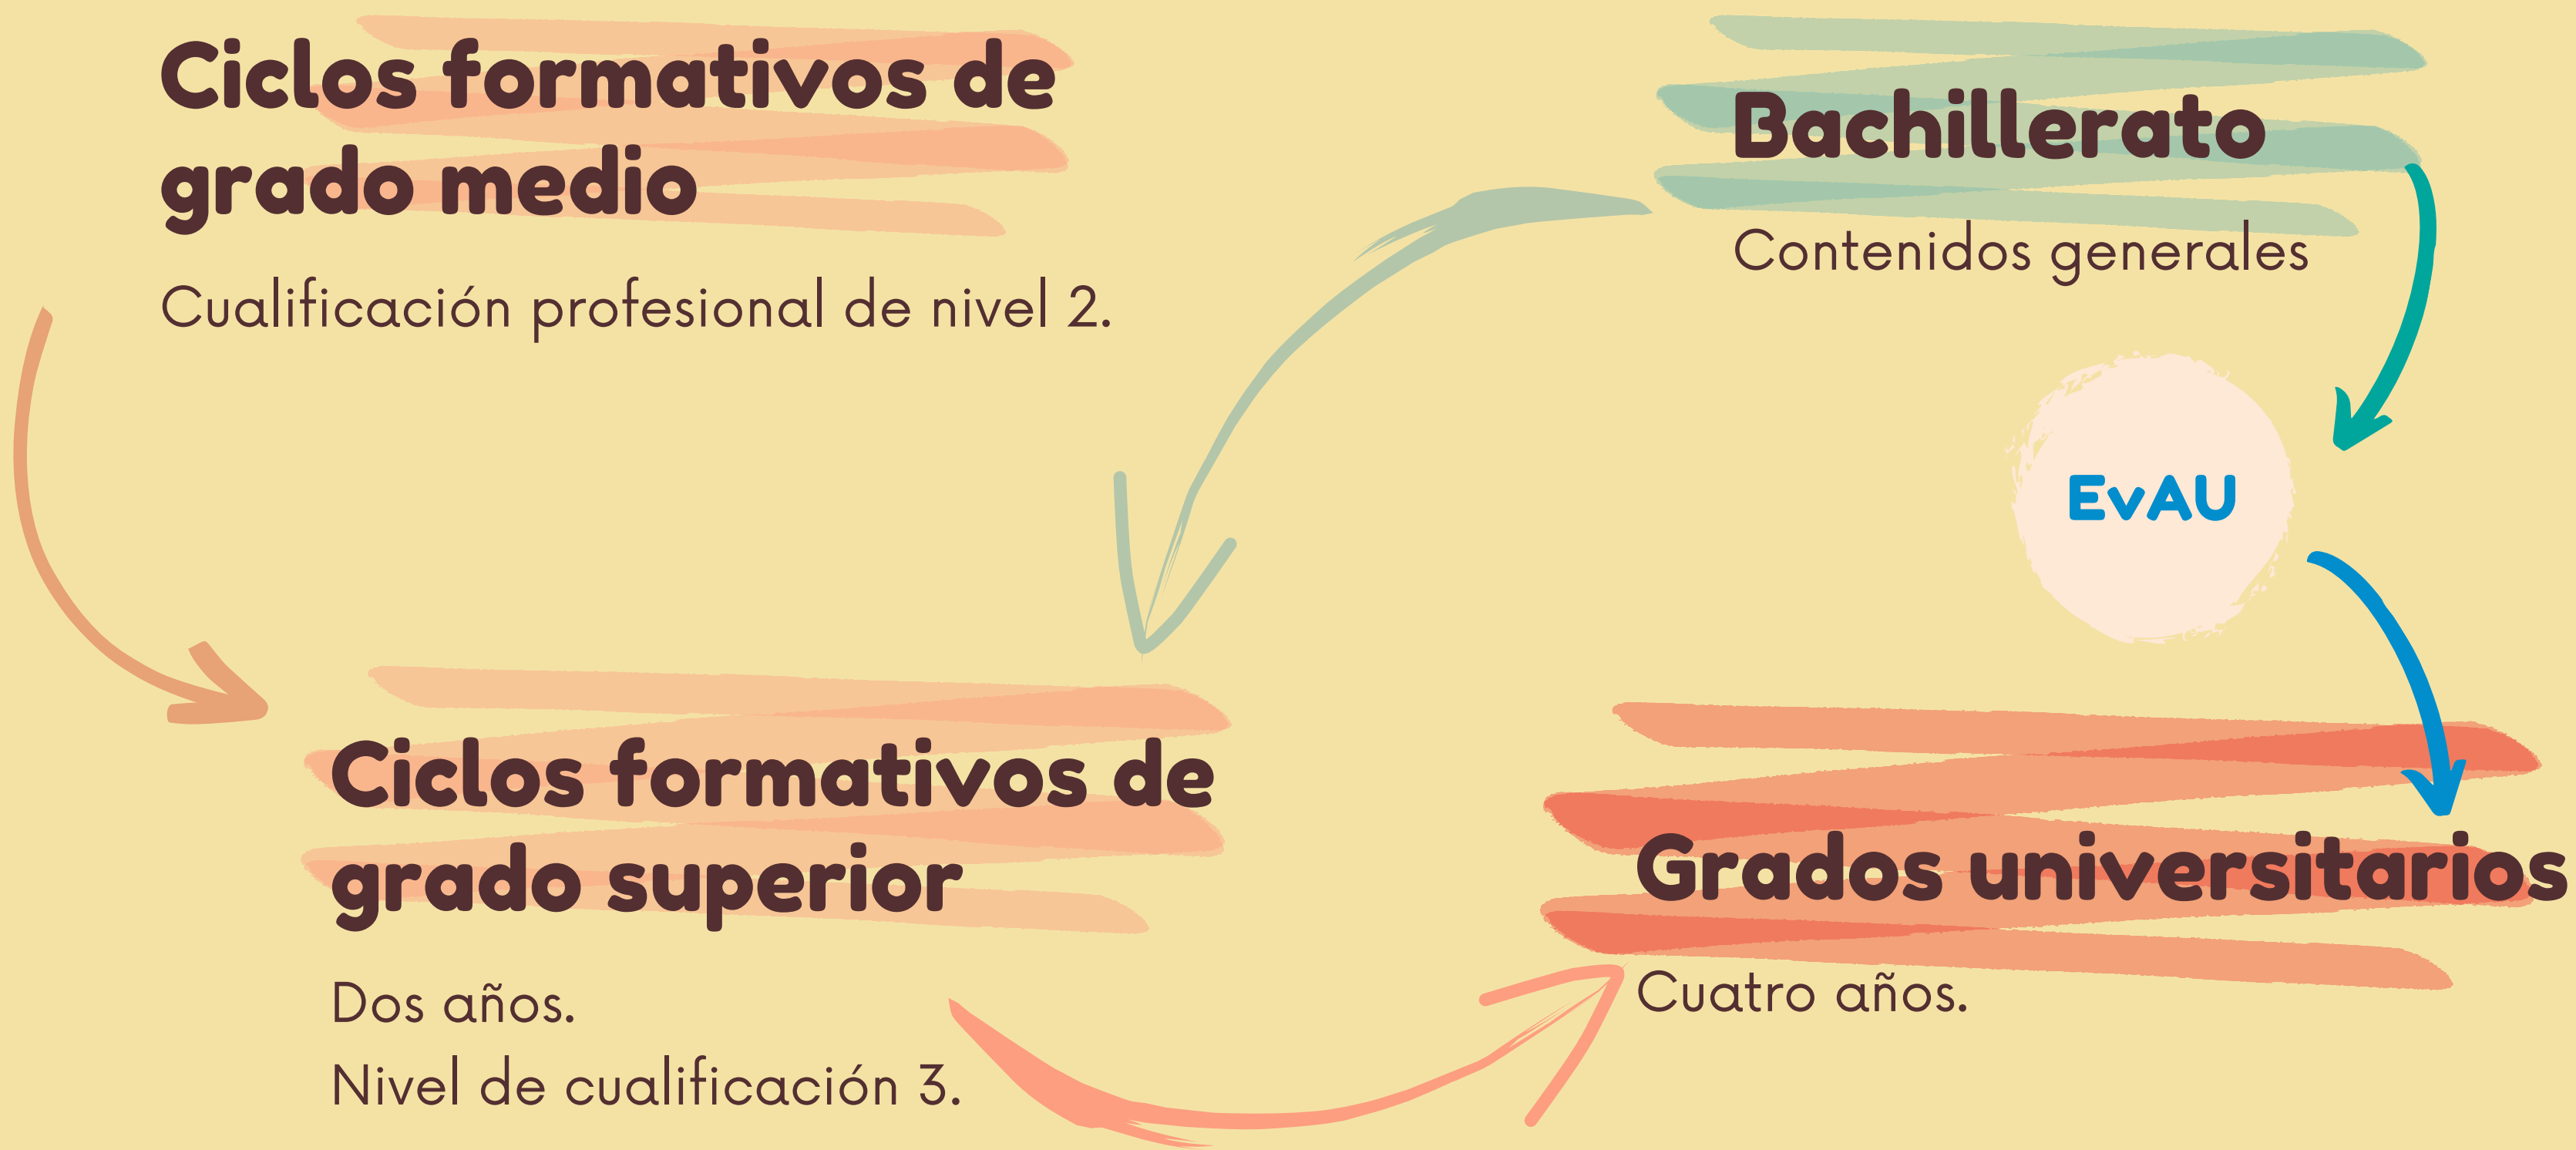 Ciclos formativos de
grado medio
Cualificación profesional de nivel 2.
Bachillerato
Contenidos generales
EvAU
Ciclos formativos de
grado superior
Dos años.
Nivel de cualificación 3.
Grados universitarios
Cuatro años.